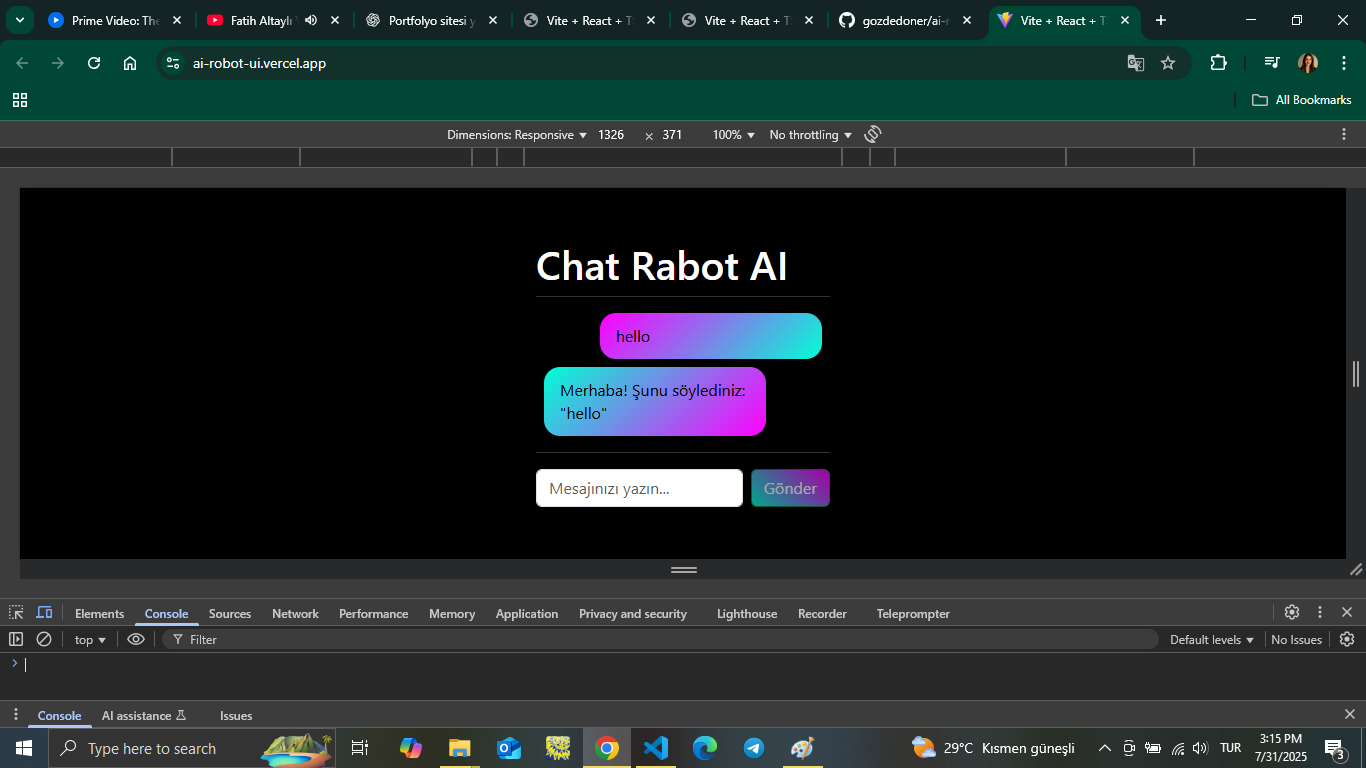 Prime Video: The
Fatih Altaylı
Portfolyo sitesi y
Vite + React + T
Vite + React + T
gozdedoner/ai-r
Vite + React + T
ai-robot-ui.vercel.app
All Bookmarks
Dimensions: Responsive
1326 × 371
100%
No throttling
Chat Rabot AI
hello
Merhaba! Şunu söylediniz:
"hello"
Mesajınızı yazın...
Gönder
Elements
Console
Sources
Network
Performance
Memory
Application
Privacy and security
Lighthouse
Recorder
Teleprompter
top
Filter
Default levels
No Issues
Console
AI assistance
Issues
Type here to search
29°C Kısmen güneşli
TUR
3:15 PM
7/31/2025
3